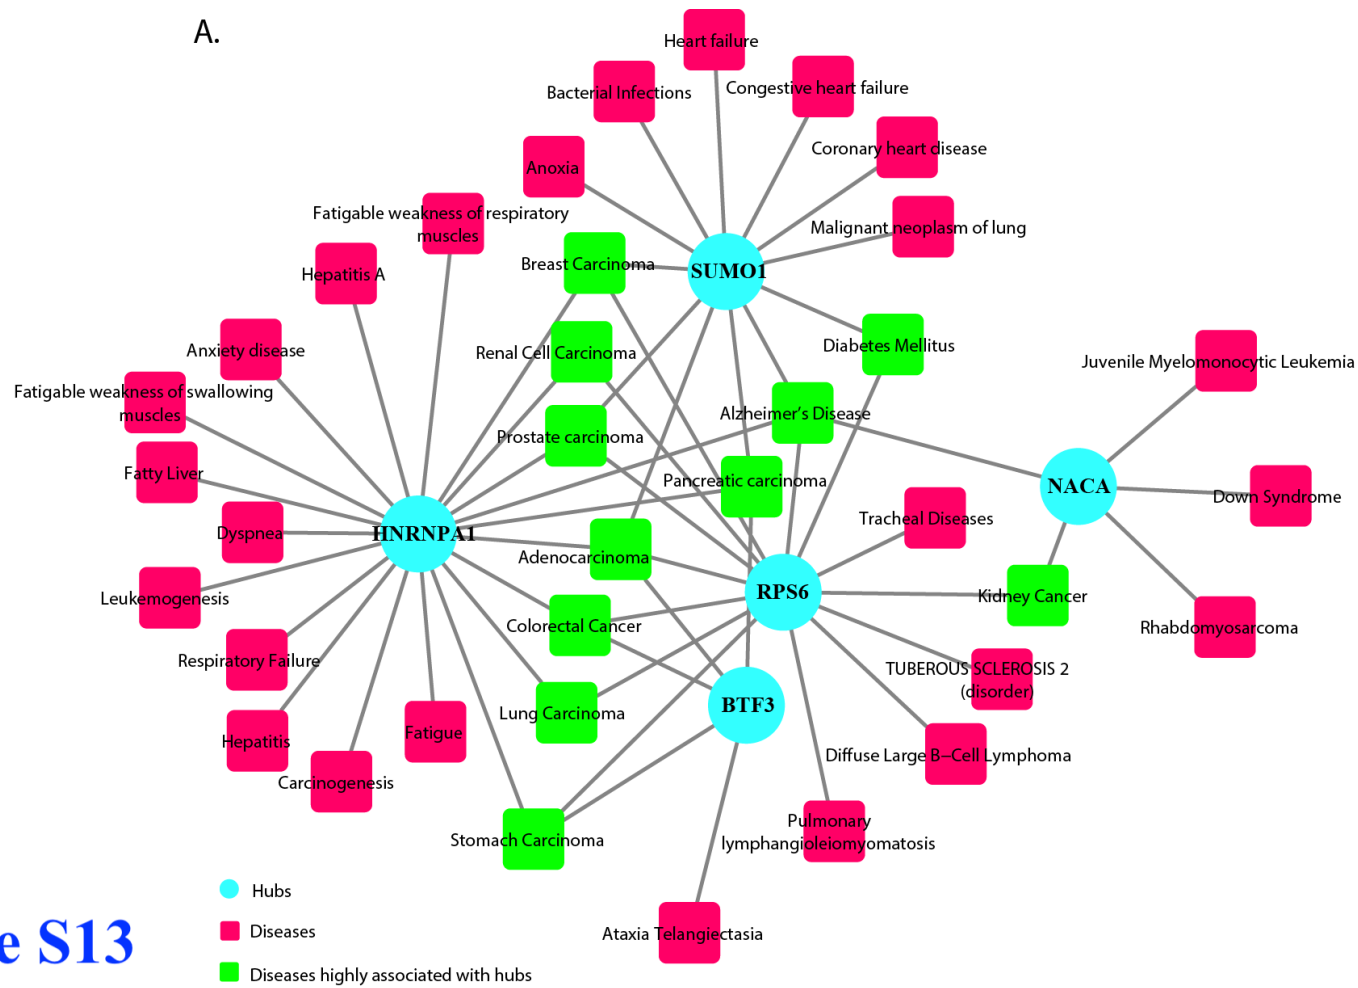 A.
Heart failure
Bacterial Infections
Congestive heart failure
Coronary heart disease
Anoxia
Fatigable weakness of respiratory
muscles
Malignant neoplasm of lung
Breast Carcinoma
SUMO1
Hepatitis A
Anxiety disease
Renal Cell Carcinoma
Diabetes Mellitus
Juvenile Myelomonocytic Leukemia
Fatigable weakness of swallowing
muscles
Alzheimer's Disease
Prostate carcinoma
Fatty Liver
Pancreatic carcinoma
NACA
Down Syndrome
Tracheal Diseases
Dyspnea
HNRNPA1
Adenocarcinoma
RPS6
Kidney Cancer
Leukemogenesis
Colorectal Cancer
Rhabdomyosarcoma
Respiratory Failure
TUBEROUS SCLEROSIS 2
(disorder)
BTF3
Lung Carcinoma
Fatigue
Hepatitis
Diffuse Large B−Cell Lymphoma
Carcinogenesis
Pulmonary
lymphangioleiomyomatosis
Stomach Carcinoma
Hubs
Diseases
Ataxia Telangiectasia
e S13
Diseases highly associated with hubs